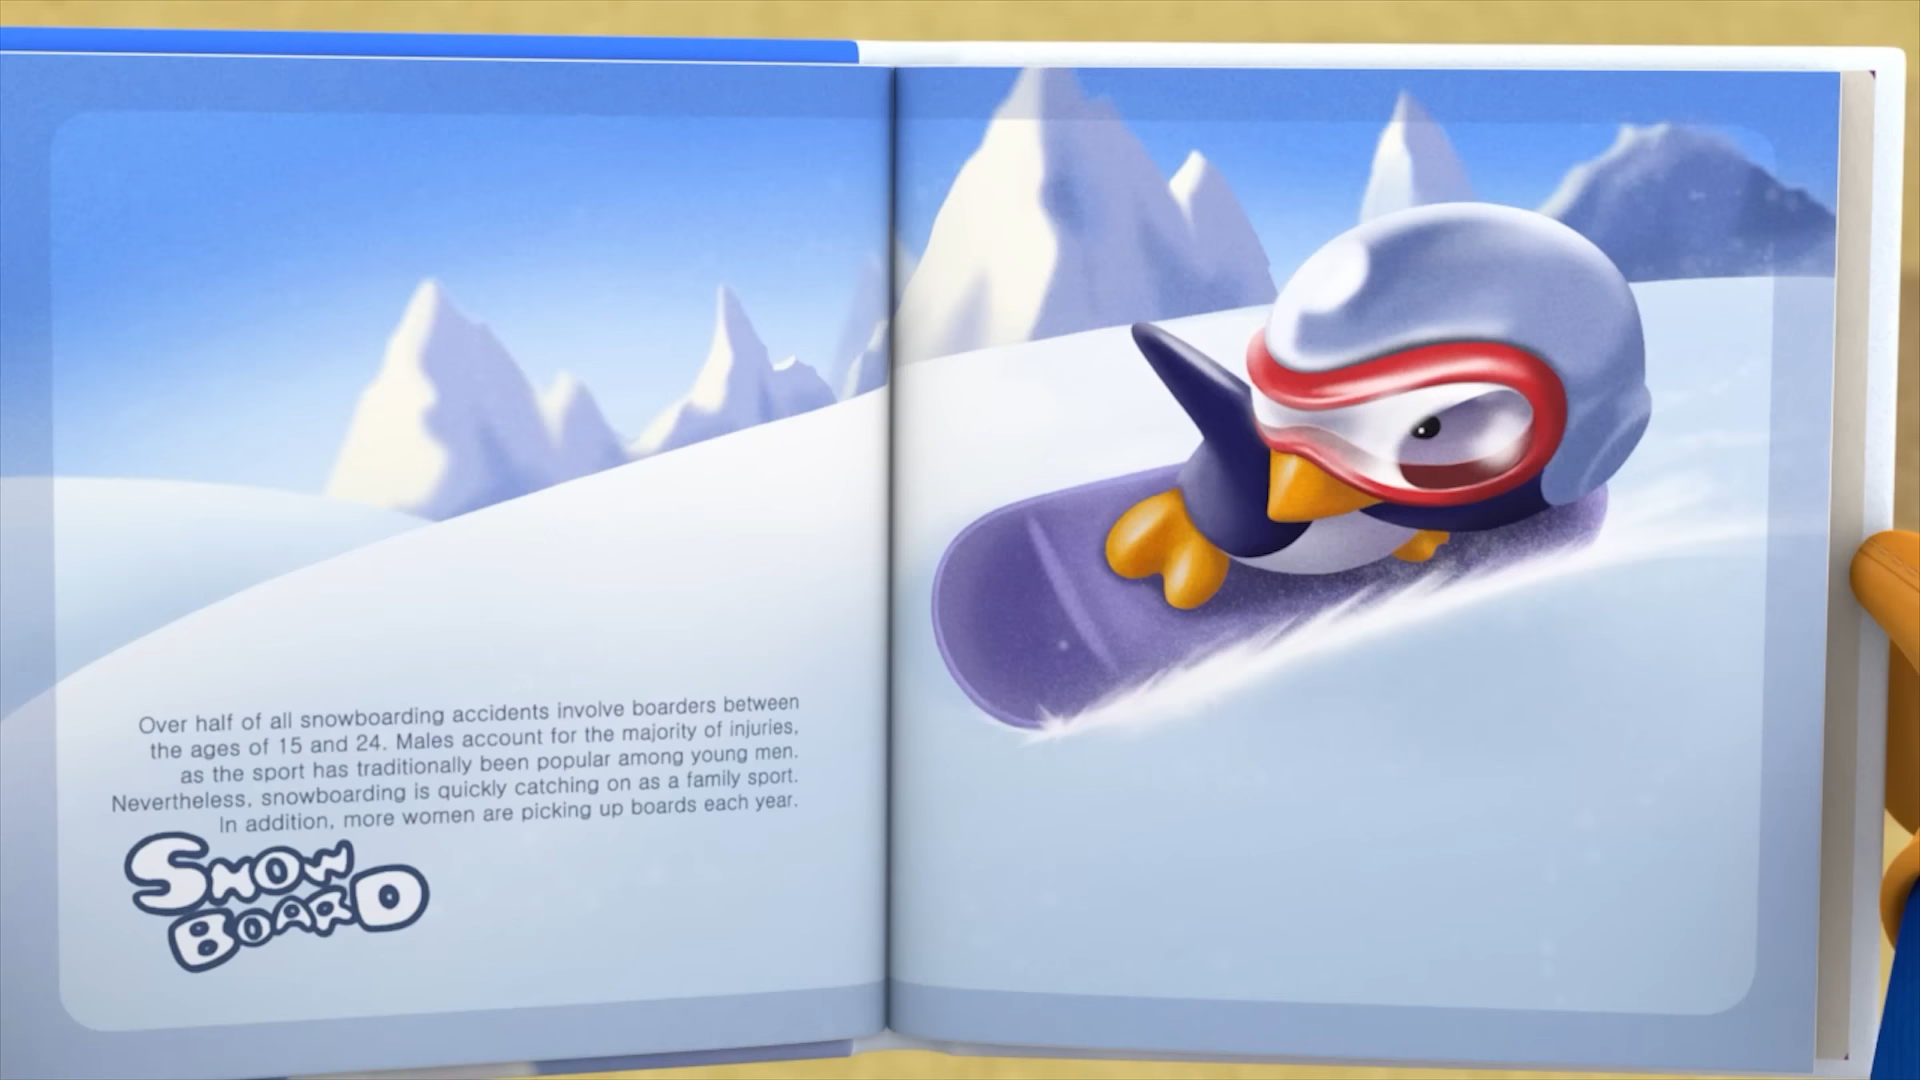 Over half of all snowboarding accidents involve boarders between
the ages of 15 and 24. Males account for the majority of injuries,
as the sport has traditionally been popular among young men.
Nevertheless, snowboarding is quickly catching on as a family sport.
In addition, more women are picking up boards each year.
SNOW
BOARD